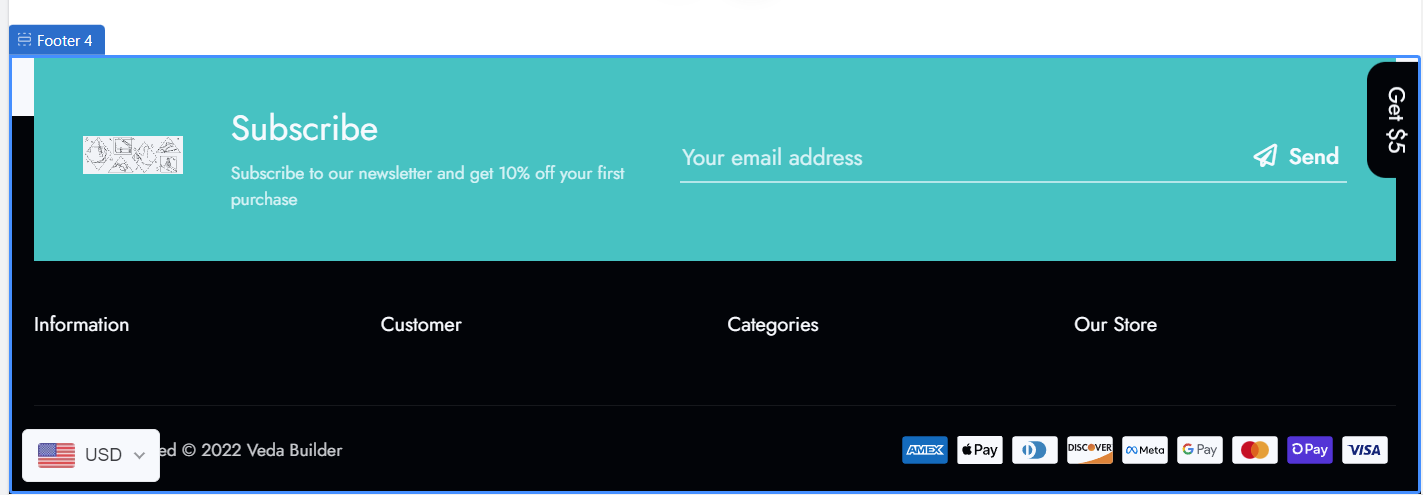 Footer 4
Subscribe
Subscribe to our newsletter and get 10% off your first
purchase
Your email address
Send
Get $5
Information
Customer
Categories
Our Store
USD
ed © 2022 Veda Builder
AMEX
Pay
DISCOVER
Meta
G Pay
Pay
VISA